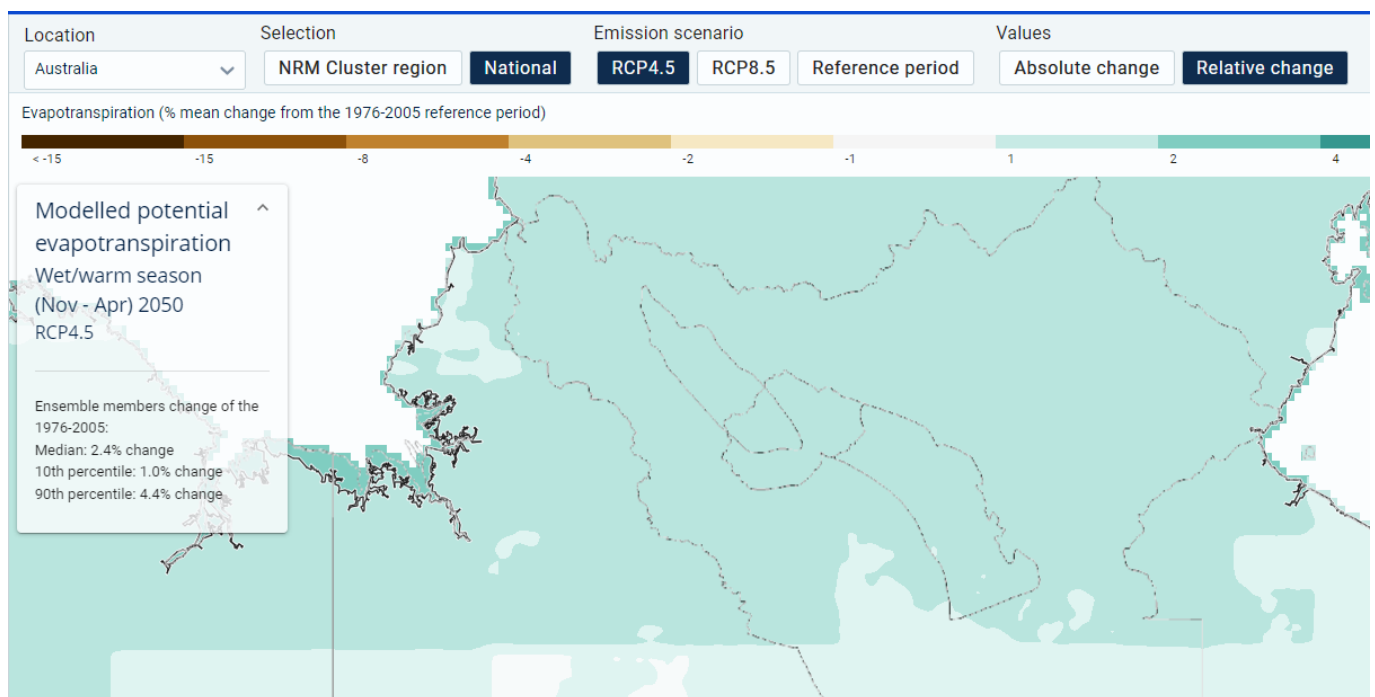 Location
Selection
Emission scenario
Values
Australia
NRM Cluster region
National
RCP4.5
RCP8.5
Reference period
Absolute change
Relative change
Evapotranspiration (% mean change from the 1976-2005 reference period)
< -15
-15
-8
-4
-2
-1
1
2
4
Modelled potential
evapotranspiration
Wet/warm season
(Nov - Apr) 2050
RCP4.5
Ensemble members change of the
1976-2005:
Median: 2.4% change
10th percentile: 1.0% change
90th percentile: 4.4% change